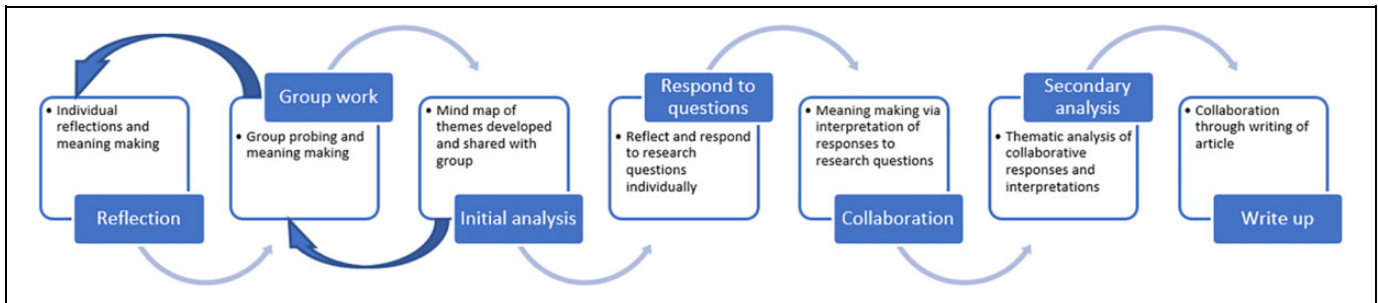 • Individual
reflections and
meaning making
Reflection
Group work
• Group probing and
meaning making
• Mind map of
themes developed
and shared with
group
Initial analysis
Respond to
questions
• Reflect and respond
to research
questions
individually
• Meaning making via
interpretation of
responses to
research questions
Collaboration
Secondary
analysis
• Thematic analysis of
collaborative
responses and
interpretations
• Collaboration
through writing of
article
Write up